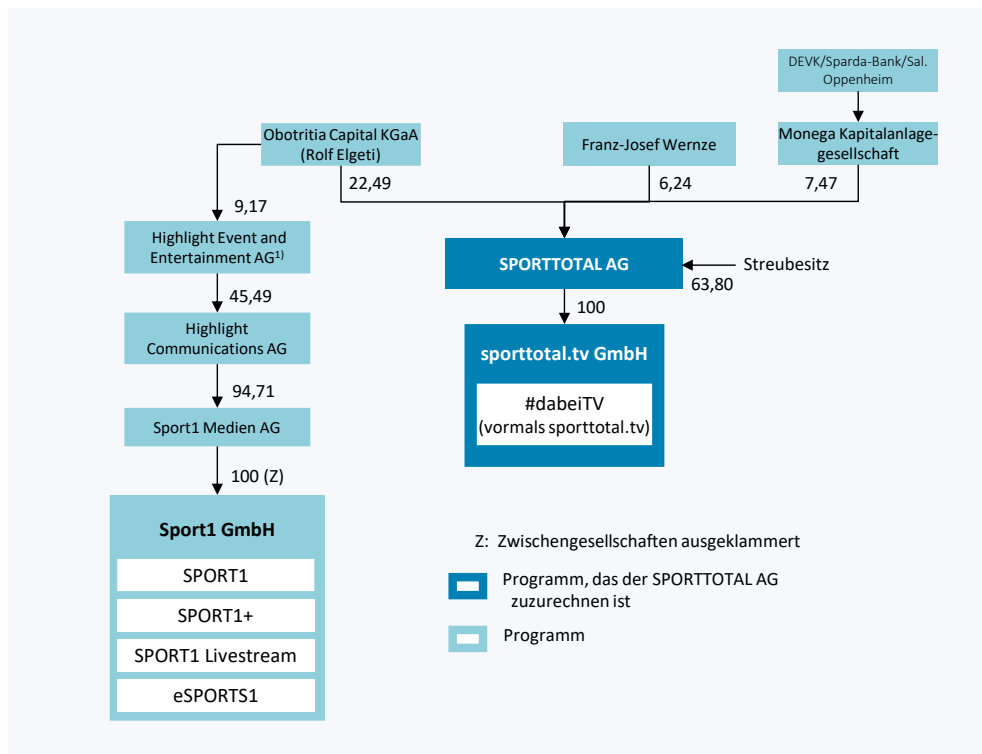 DEVK/Sparda-Bank/Sal.
Oppenheim
Obotritia Capital KGaA
(Rolf Elgeti)
Franz-Josef Wernze
Monega Kapitalanlage-
gesellschaft
22,49
6,24
7,47
9,17
Highlight Event and
Entertainment AG¹⁾
SPORTTOTAL AG
Streubesitz
63,80
45,49
100
Highlight
Communications AG
sporttotal.tv GmbH
#dabeiTV
(vormals sporttotal.tv)
94,71
Sport1 Medien AG
100 (Z)
Sport1 GmbH
SPORT1
SPORT1+
SPORT1 Livestream
eSPORTS1
Z: Zwischengesellschaften ausgeklammert
Programm, das der SPORTTOTAL AG
zuzurechnen ist
Programm